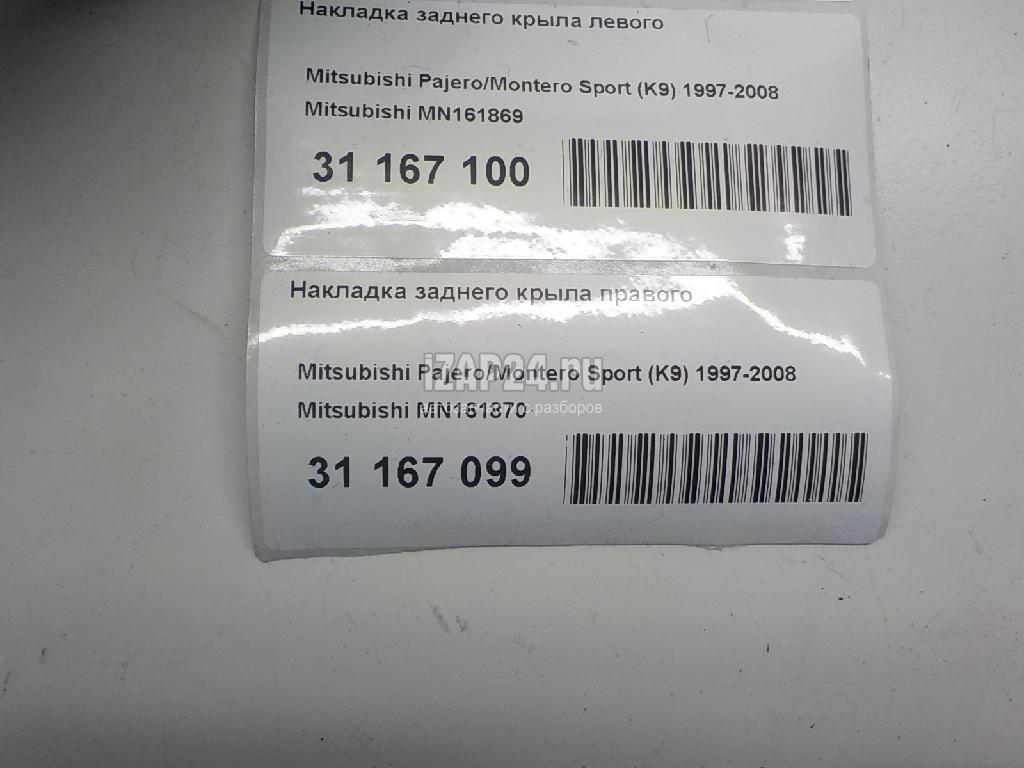 Накладка заднего крыла левого
Mitsubishi Pajero/Montero Sport (K9) 1997-2008
Mitsubishi MN161869
31 167 100
Накладка заднего крыла правого
iZAP24.ru
Mitsubishi Pajero/Montero Sport (K9) 1997-2008
Mitsubishi MN161870
с разборов
31 167 099